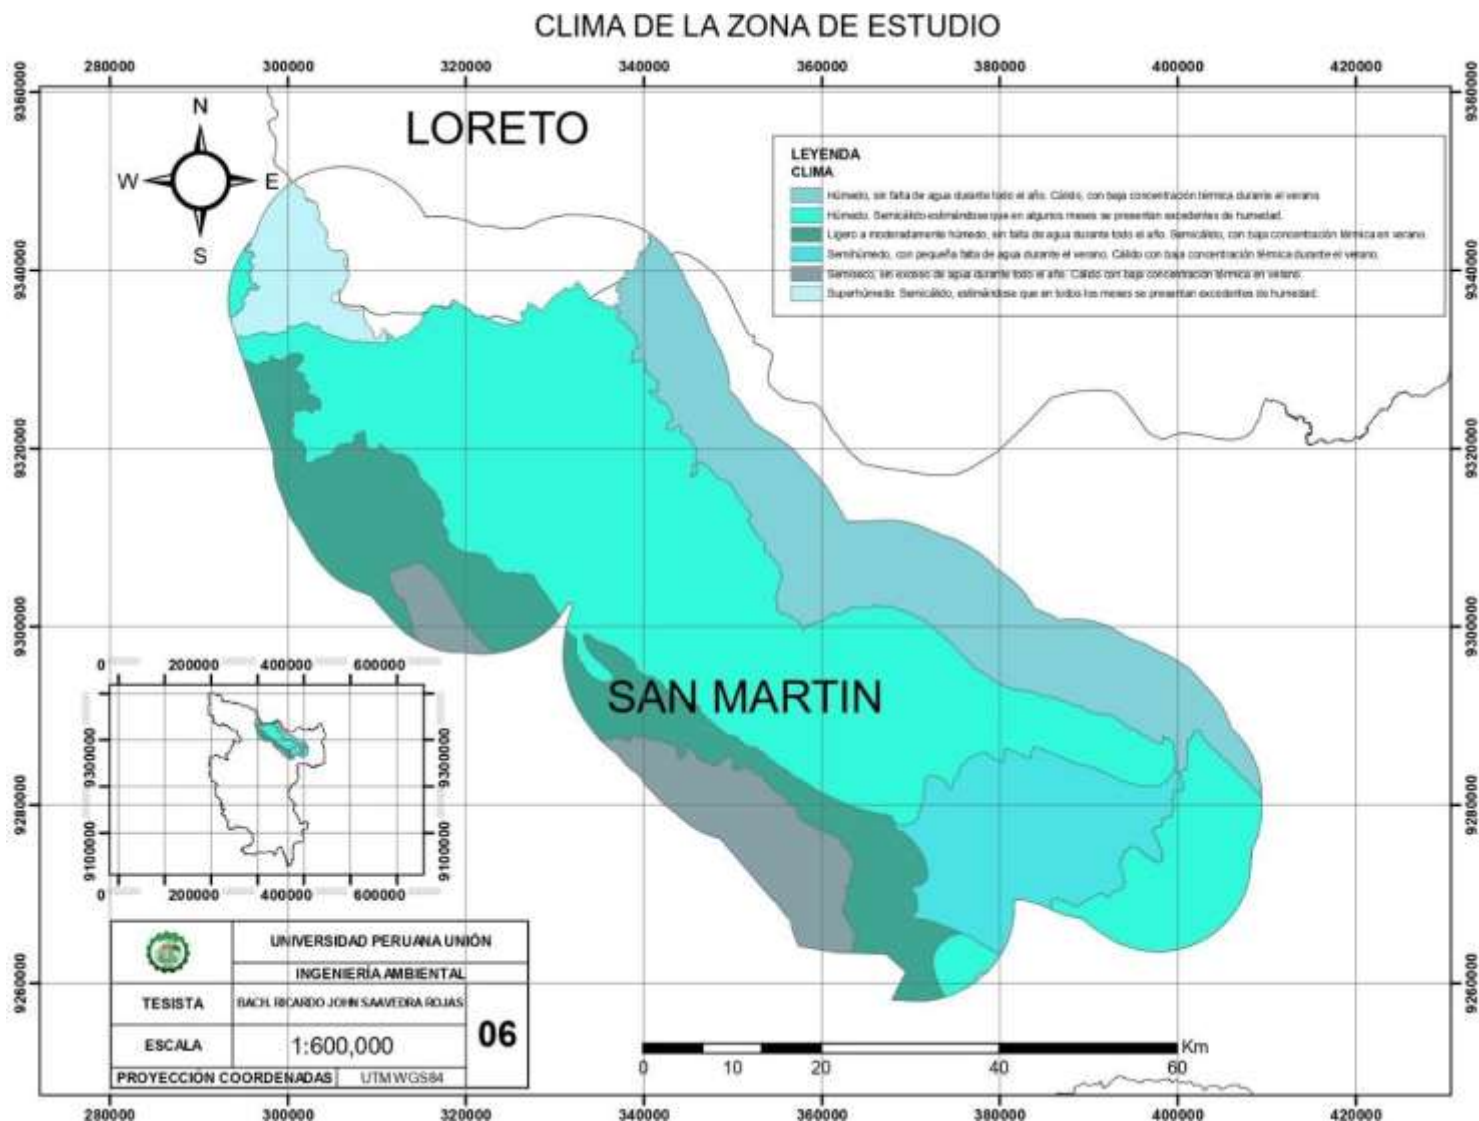 CLIMA DE LA ZONA DE ESTUDIO
280000 300000 320000 340000 360000 380000 400000 420000
9360000 9360000
N
W E
S
LORETO
LEYENDA
CLIMA
Húmedo, sin falta de agua durante todo el año. Cálido, con baja concentración térmica durante el verano
Húmedo. Semicálido estimándose que en algunos meses se presentan excedentes de humedad.
Ligero a moderadamente húmedo, sin falta de agua durante todo el año. Semicálido, con baja concentración térmica en verano
Semihúmedo, con pequeña falta de agua durante el verano. Cálido con baja concentración térmica durante el verano.
Semiseco, sin exceso de agua durante todo el año. Cálido con baja concentración térmica en verano.
Superhúmedo. Semicálido, estimándose que en todos los meses se presentan excedentes de humedad.
9340000 9340000
9320000 9320000
9300000 9300000
SAN MARTIN
0 200000 400000 600000
9300000 9300000
9100000 9100000
0 200000 400000 600000
9280000 9280000
9260000 9260000
UNIVERSIDAD PERUANA UNIÓN
INGENIERÍA AMBIENTAL
TESISTA BACH. RICARDO JOHN SAAVEDRA ROJAS
ESCALA 1:600,000
06
PROYECCIÓN COORDENADAS UTM WGS84
Km
0 10 20 40 60
280000 300000 320000 340000 360000 380000 400000 420000